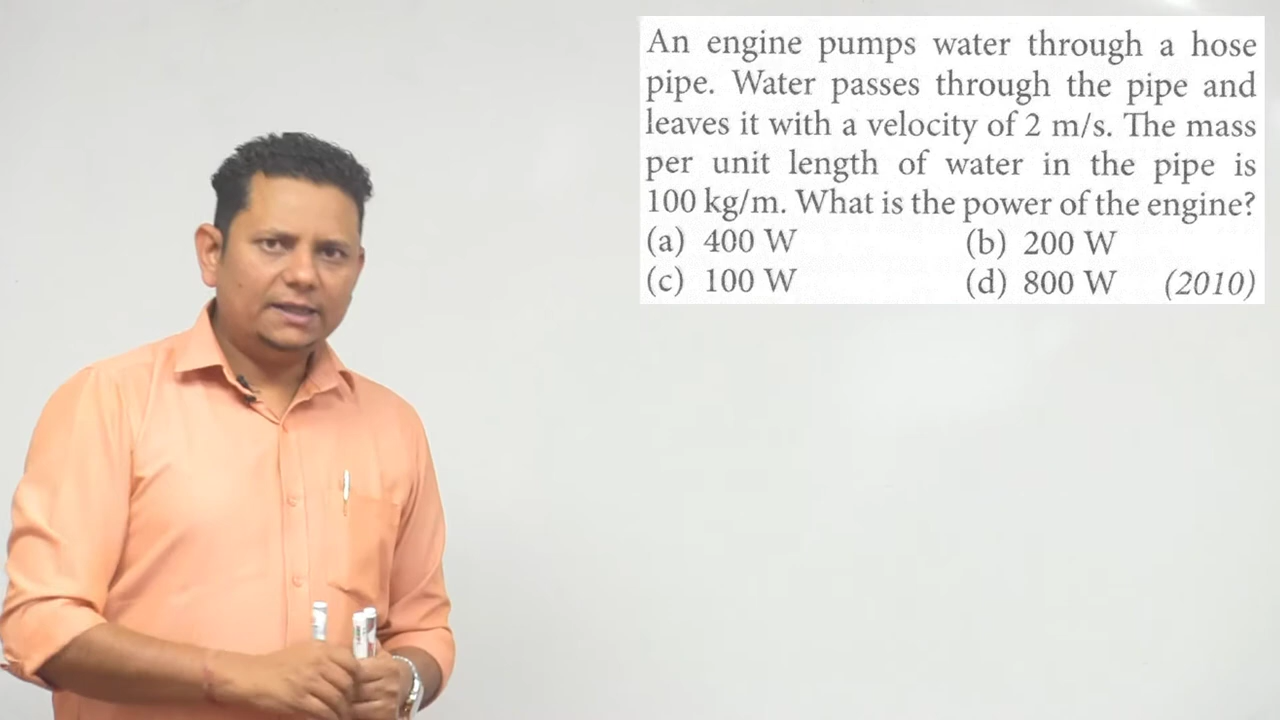 An engine pumps water through a hose
pipe. Water passes through the pipe and
leaves it with a velocity of 2 m/s. The mass
per unit length of water in the pipe is
100 kg/m. What is the power of the engine?
(a) 400 W (b) 200 W
(c) 100 W (d) 800 W (2010)